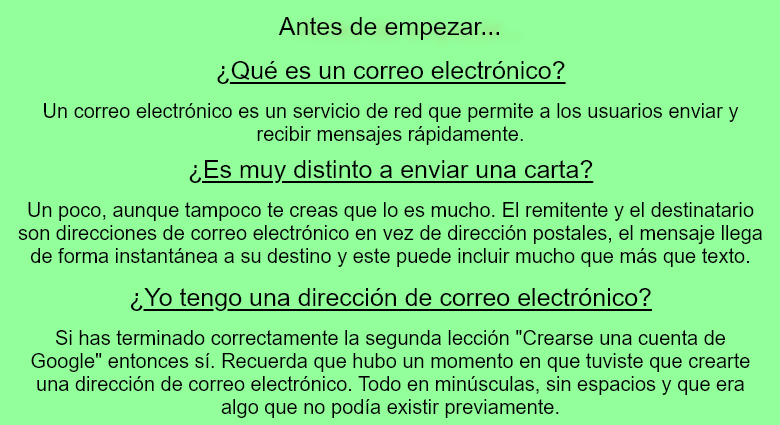 Antes de empezar...
¿Qué es un correo electrónico?
Un correo electrónico es un servicio de red que permite a los usuarios enviar y
recibir mensajes rápidamente.
¿Es muy distinto a enviar una carta?
Un poco, aunque tampoco te creas que lo es mucho. El remitente y el destinatario
son direcciones de correo electrónico en vez de dirección postales, el mensaje llega
de forma instantánea a su destino y este puede incluir mucho que más que texto.
¿Yo tengo una dirección de correo electrónico?
Si has terminado correctamente la segunda lección "Crearse una cuenta de
Google" entonces sí. Recuerda que hubo un momento en que tuviste que crearte
una dirección de correo electrónico. Todo en minúsculas, sin espacios y que era
algo que no podía existir previamente.